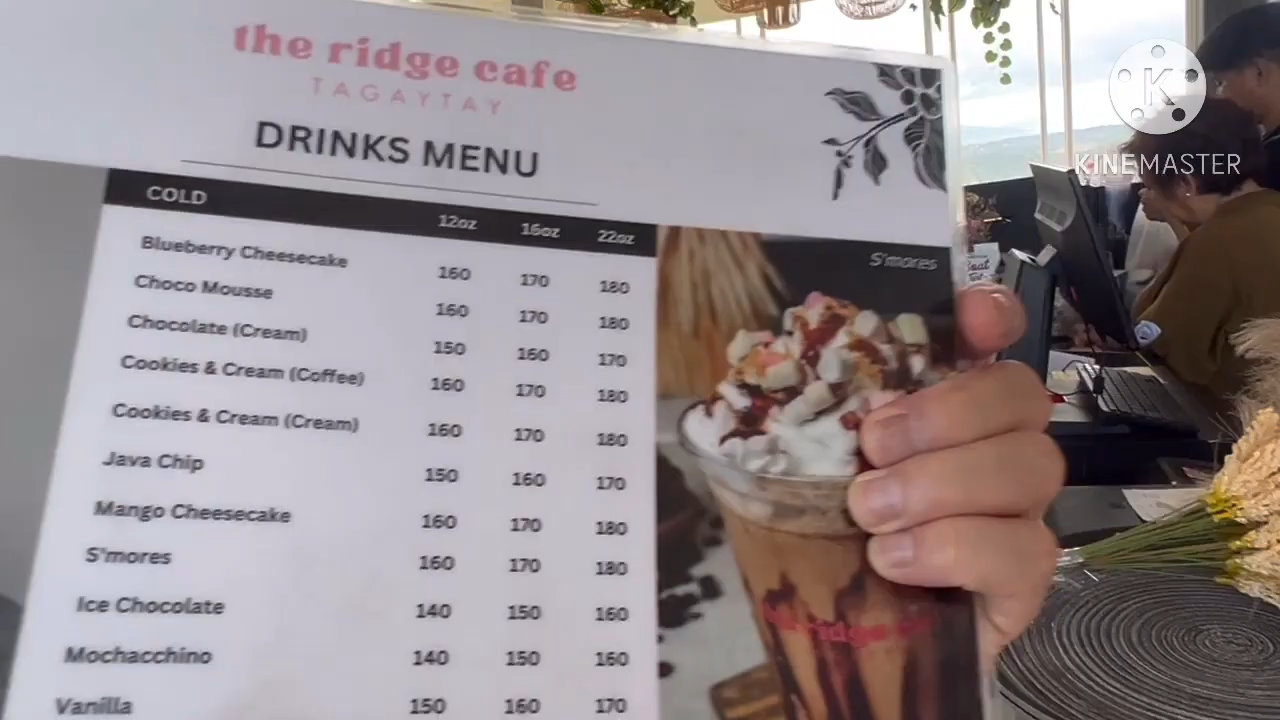 the ridge cafe
TAGAYTAY
DRINKS MENU
COLD 12oz 16oz 22oz
Blueberry Cheesecake 160 170 180
Choco Mousse 160 170 180
Chocolate (Cream) 150 160 170
Cookies & Cream (Coffee) 160 170 180
Cookies & Cream (Cream) 160 170 180
Java Chip 150 160 170
Mango Cheesecake 160 170 180
S'mores 160 170 180
Ice Chocolate 140 150 160
Mochacchino 140 150 160
Vanilla 150 160 170
S'mores
the ridge
K
KINEMASTER